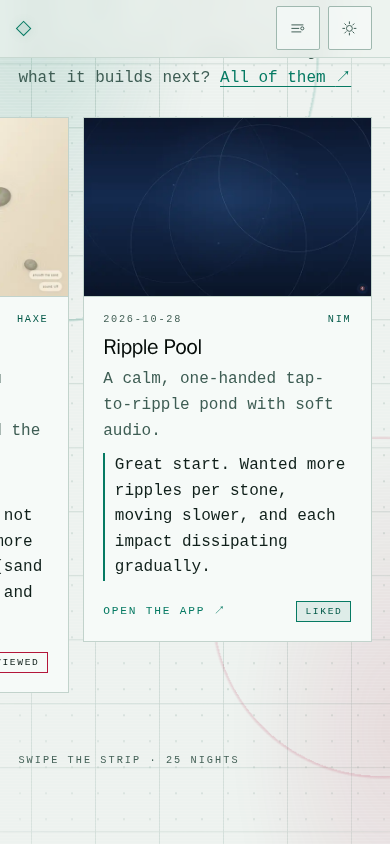 what it builds next? All of them ↗
HAXE
the
not
more
(sand
and
VIEWED
2026-10-28
NIM
Ripple Pool
A calm, one-handed tap-
to-ripple pond with soft
audio.
Great start. Wanted more
ripples per stone,
moving slower, and each
impact dissipating
gradually.
OPEN THE APP ↗
LIKED
SWIPE THE STRIP · 25 NIGHTS